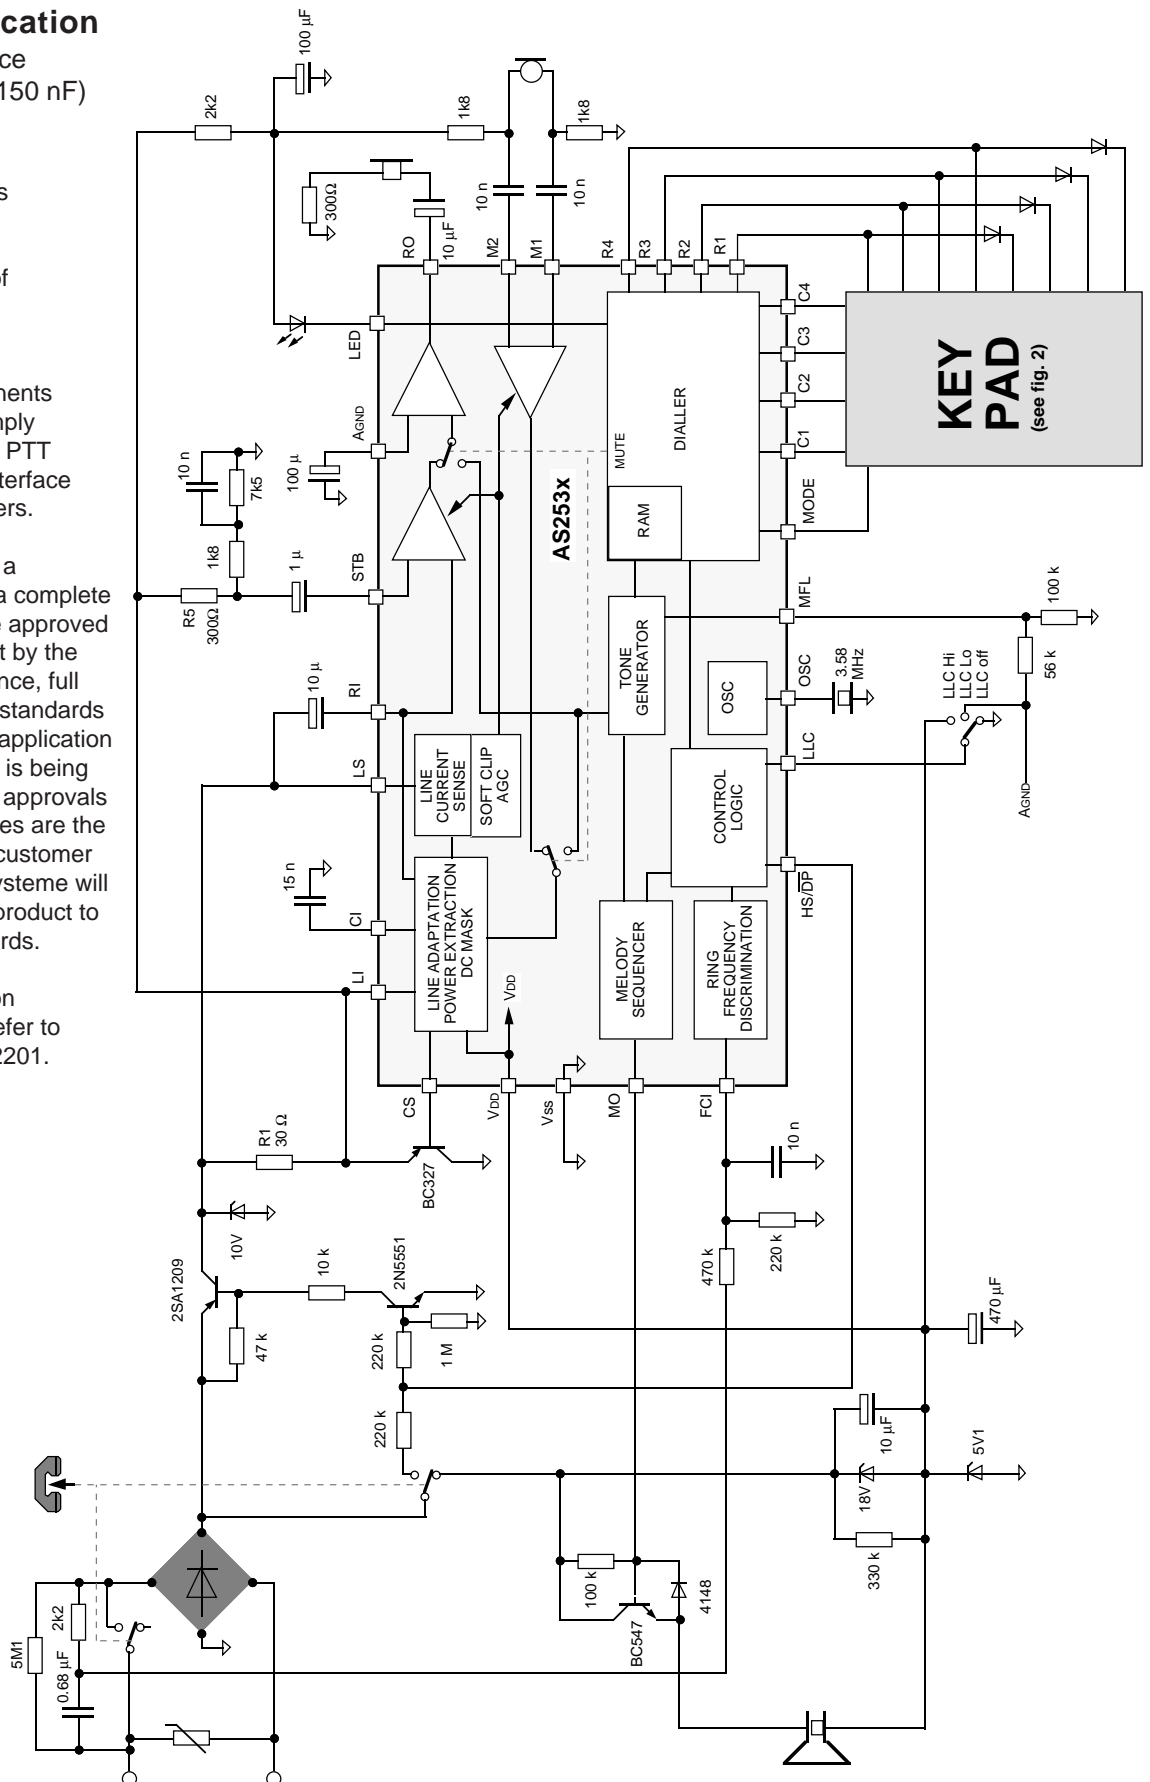 cation
ce
150 nF)
s
of
nents
nply
PTT
terface
ers.
a
a complete
e approved
t by the
nce, full
standards
application
is being
approvals
es are the
customer
ysteme will
product to
rds.
on
efer to
2201.
100 µF
2k2
1k8
1k8
300Ω
10 n
10 n
10 µF
RO
M2
M1
R4
R3
R2
R1
LED
AGND
100 µ
10 n
7k5
1k8
R5
300Ω
1 µ
STB
10 µ
RI
LS
15 n
CI
LI
MUTE
DIALLER
RAM
AS253x
C4
C3
C2
C1
MODE
KEY
PAD
(see fig. 2)
TONE
GENERATOR
MFL
100 k
56 k
OSC
OSC
3.58
MHz
LLC Hi
LLC Lo
LLC off
LLC
AGND
LINE
CURRENT
SENSE
SOFT CLIP
AGC
CONTROL
LOGIC
HS/DP
LINE ADAPTATION
POWER EXTRACTION
DC MASK
VDD
MELODY
SEQUENCER
RING
FREQUENCY
DISCRIMINATION
CS
VDD
Vss
MO
FCI
R1
30 Ω
BC327
10 n
10V
2SA1209
10 k
2N5551
470 k
220 k
47 k
220 k
1 M
470 µF
220 k
10 µF
5V1
18V
330 k
100 k
4148
BC547
5M1
2k2
0.68 µF